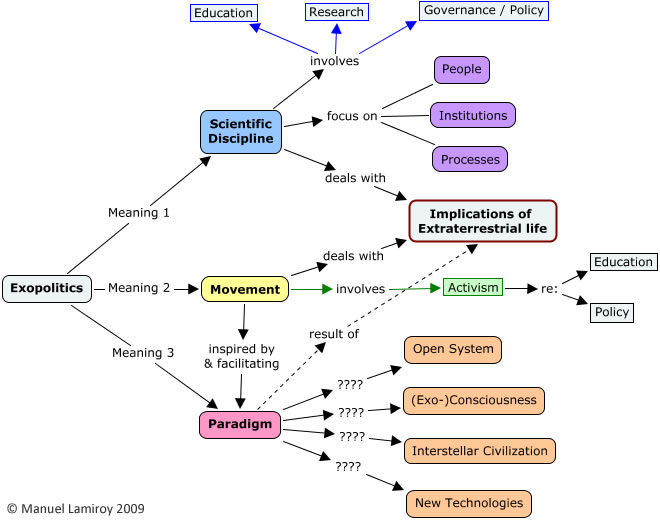 Education
Research
Governance / Policy
involves
People
Scientific
Discipline
focus on
Institutions
Processes
deals with
Meaning 1
Implications of
Extraterrestrial life
deals with
Exopolitics
Meaning 2
Movement
involves
Activism
re:
Education
Policy
result of
Meaning 3
inspired by
& facilitating
Open System
????
(Exo-)Consciousness
????
Paradigm
????
Interstellar Civilization
????
New Technologies
© Manuel Lamiroy 2009